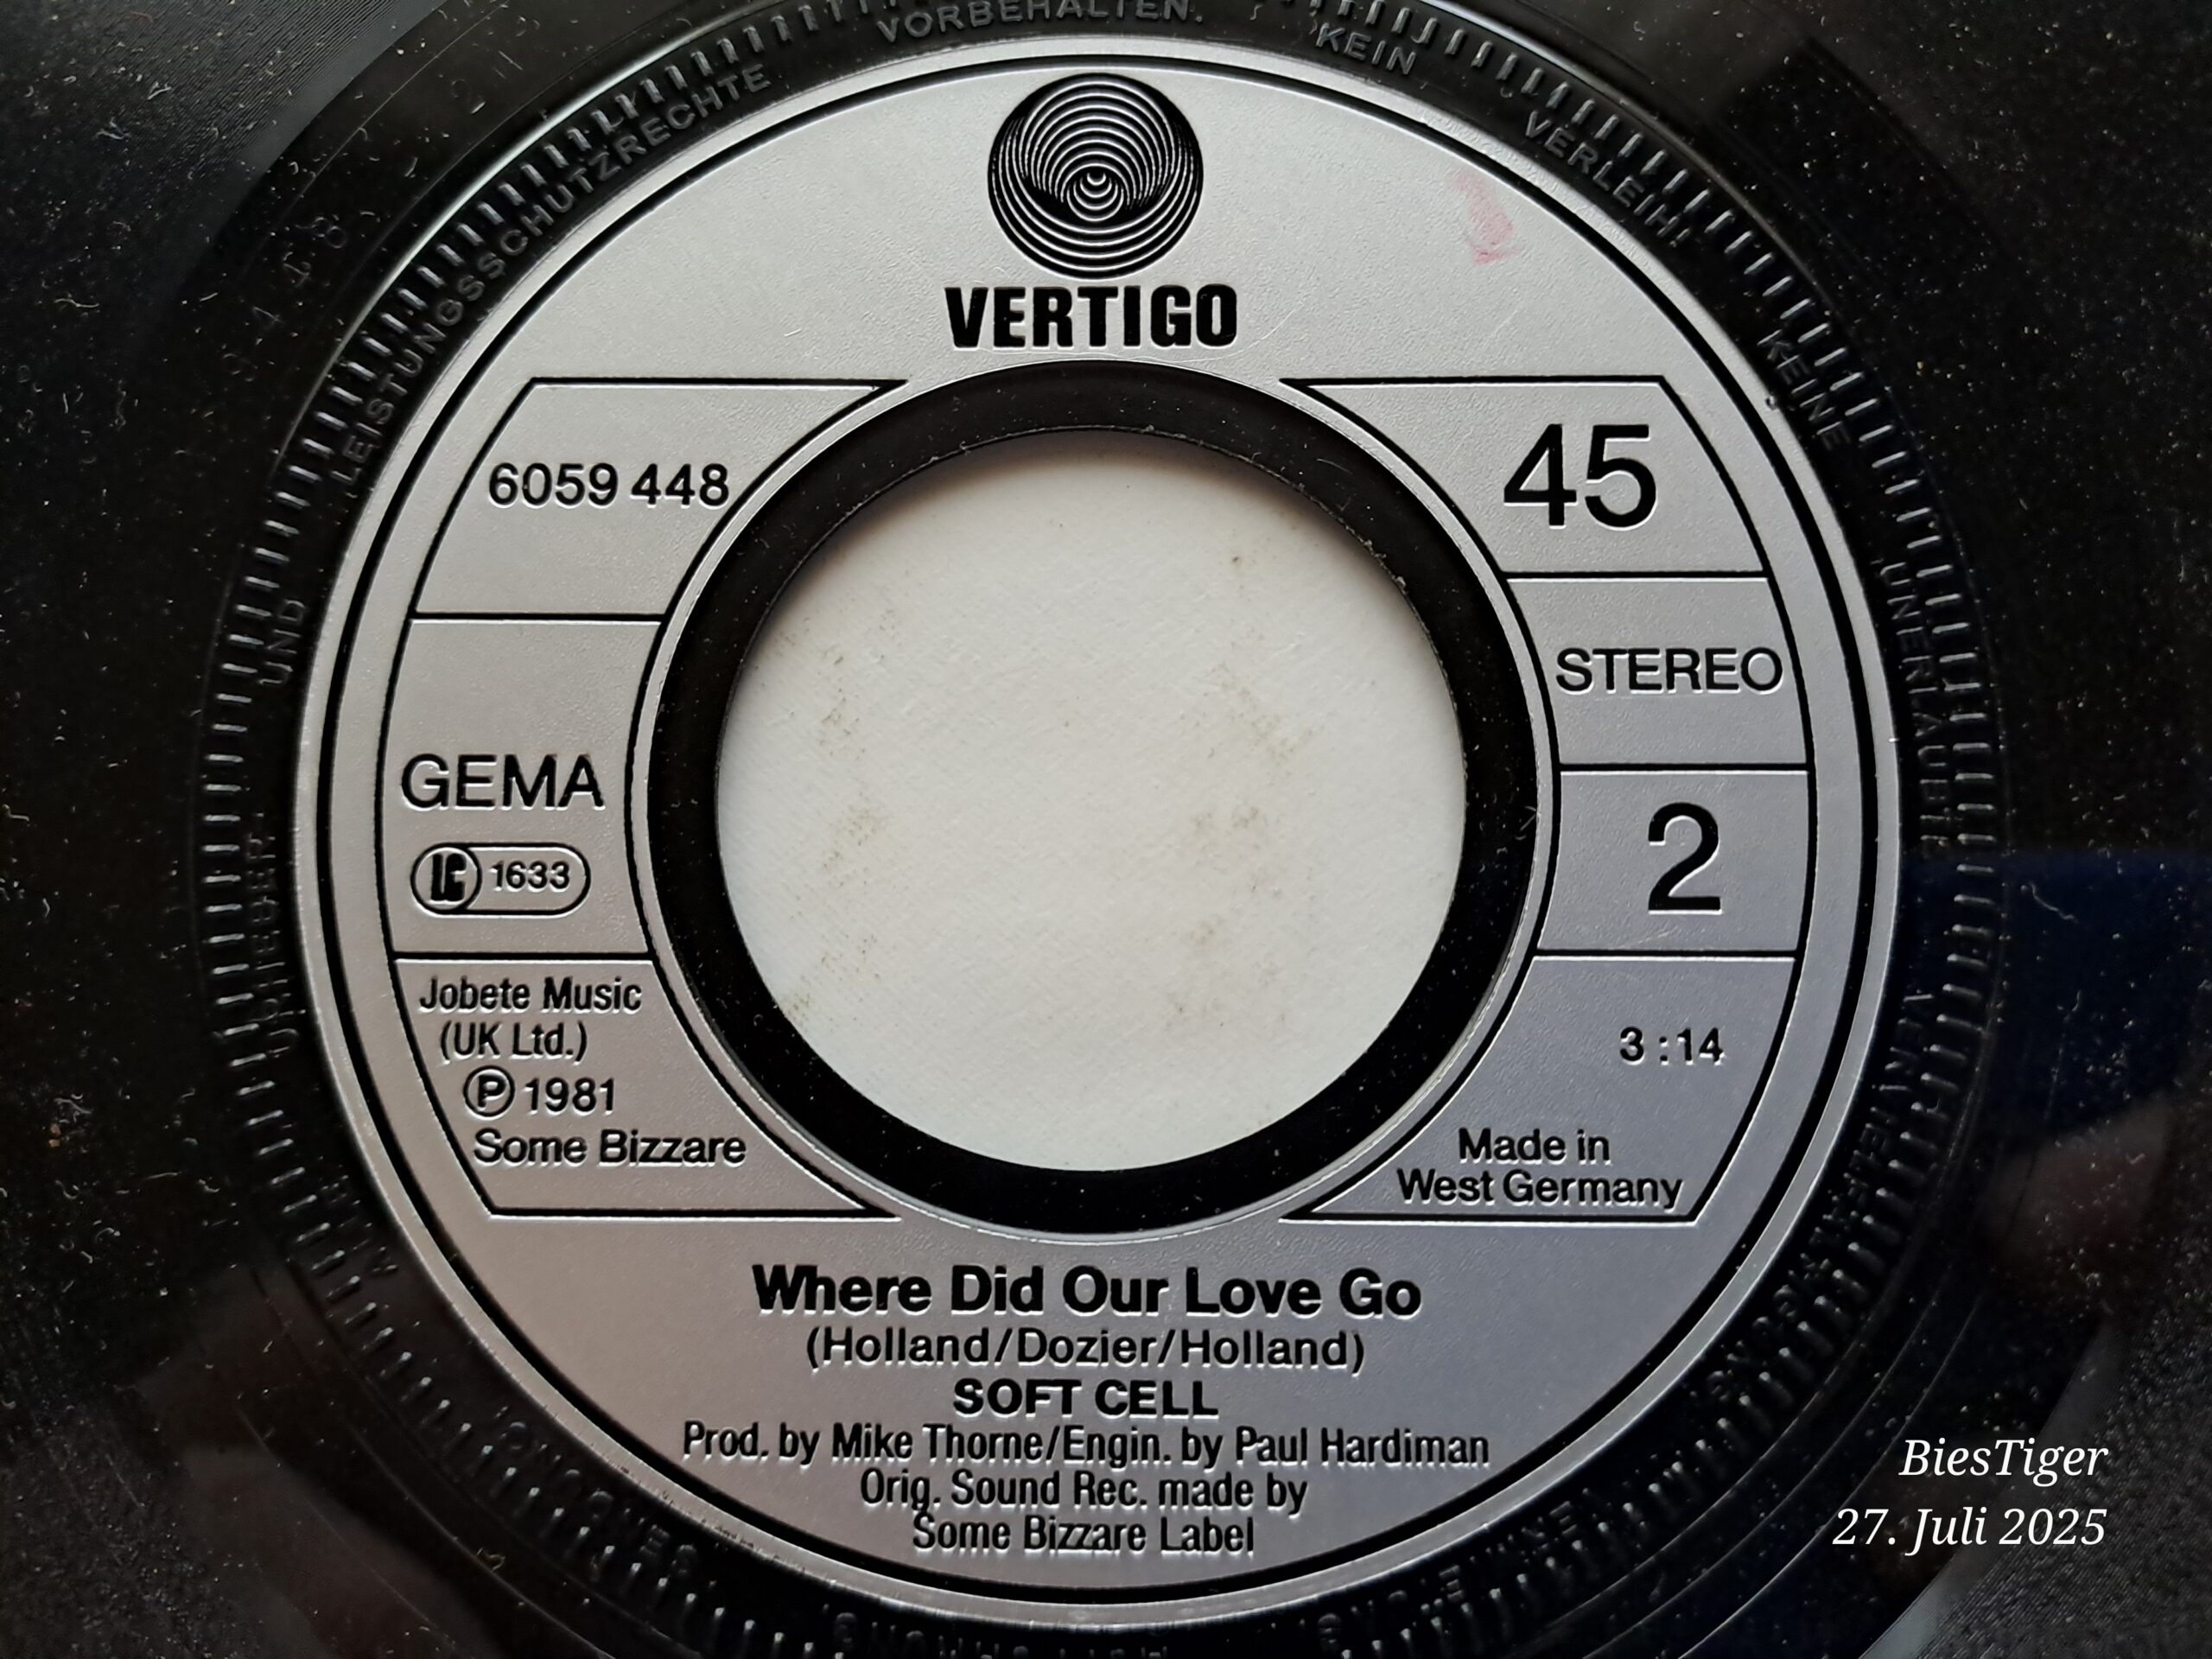 VORBEHALTEN.
KEIN
VERLEIH!
KEINE
UNERLAUBTE
LEISTUNGSSCHUTZRECHTE
UND
VERTIGO
6059 448
45
STEREO
GEMA
LC 1633
2
Jobete Music
(UK Ltd.)
℗ 1981
Some Bizzare
3:14
Made in
West Germany
Where Did Our Love Go
(Holland/Dozier/Holland)
SOFT CELL
Prod. by Mike Thorne/Engin. by Paul Hardiman
Orig. Sound Rec. made by
Some Bizzare Label
BiesTiger
27. Juli 2025